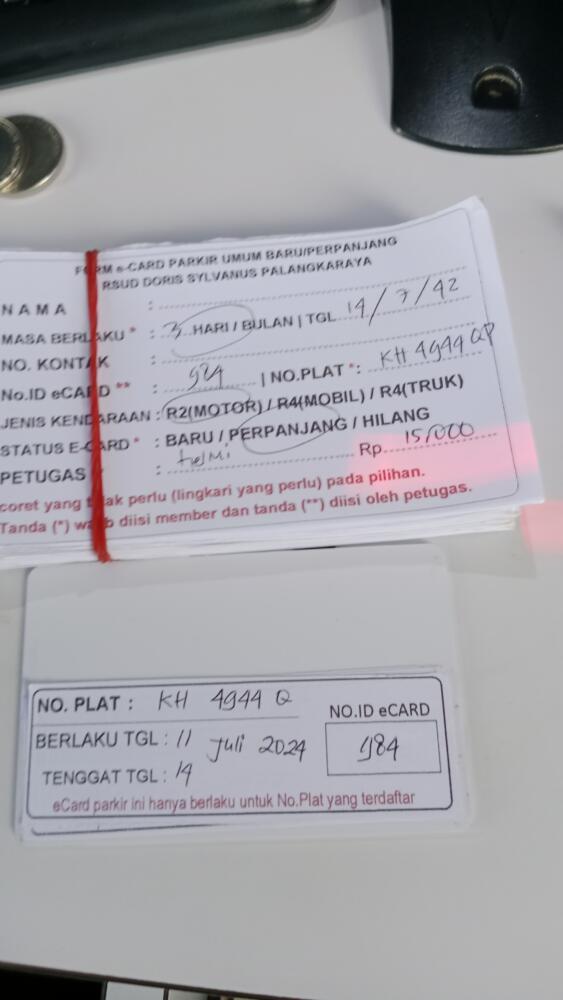 FORM e-CARD PARKIR UMUM BARU/PERPANJANG
RSUD DORIS SYLVANUS PALANGKARAYA
NAMA :
MASA BERLAKU * : 3 HARI / BULAN | TGL 14/7/42
NO. KONTAK :
No.ID eCARD ** : 984 | NO.PLAT *: KH 4944 QP
JENIS KENDARAAN : R2(MOTOR) / R4(MOBIL) / R4(TRUK)
STATUS E-CARD * : BARU / PERPANJANG / HILANG
PETUGAS : Rp. 15,000
coret yang tidak perlu (lingkari yang perlu) pada pilihan.
Tanda (*) wajib diisi member dan tanda (**) diisi oleh petugas.
NO. PLAT : KH 4944 Q
NO.ID eCARD
BERLAKU TGL : 11 Juli 2024
984
TENGGAT TGL : 14
eCard parkir ini hanya berlaku untuk No.Plat yang terdaftar